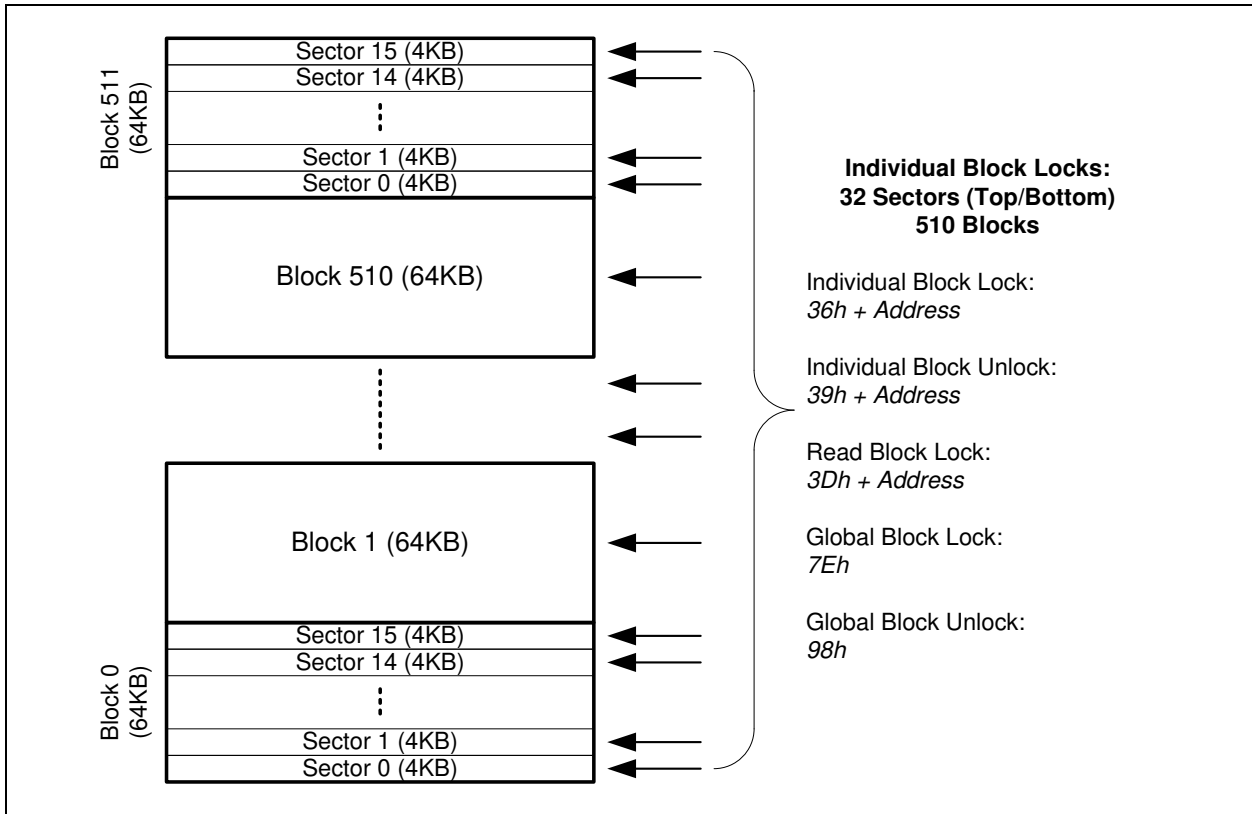 Block 511
(64KB)
Sector 15 (4KB)
Sector 14 (4KB)
Sector 1 (4KB)
Sector 0 (4KB)
Block 510 (64KB)
Block 1 (64KB)
Block 0
(64KB)
Sector 15 (4KB)
Sector 14 (4KB)
Sector 1 (4KB)
Sector 0 (4KB)
Individual Block Locks:
32 Sectors (Top/Bottom)
510 Blocks
Individual Block Lock:
36h + Address
Individual Block Unlock:
39h + Address
Read Block Lock:
3Dh + Address
Global Block Lock:
7Eh
Global Block Unlock:
98h